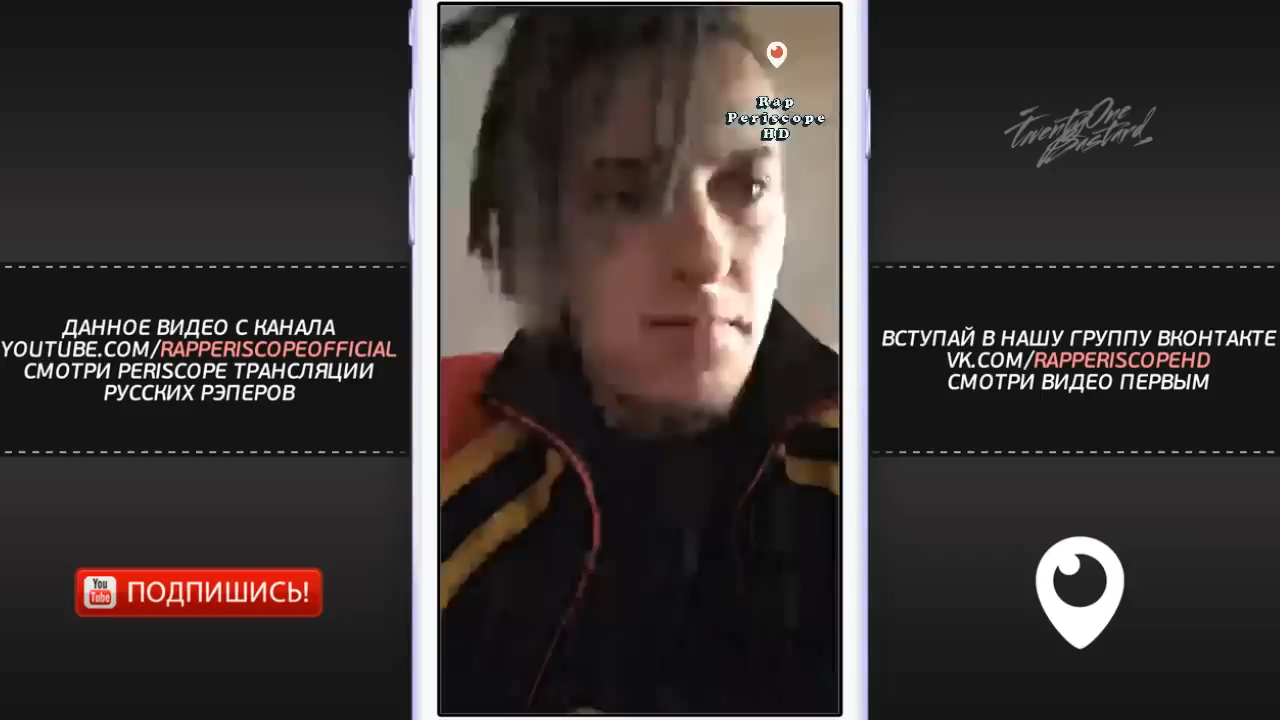 Rap
Periscope
HD
TwentyOne
Bastard
ДАННОЕ ВИДЕО С КАНАЛА
YOUTUBE.COM/RAPPERISCOPEOFFICIAL
СМОТРИ PERISCOPE ТРАНСЛЯЦИИ
РУССКИХ РЭПЕРОВ
ВСТУПАЙ В НАШУ ГРУППУ ВКОНТАКТЕ
VK.COM/RAPPERISCOPEHD
СМОТРИ ВИДЕО ПЕРВЫМ
You
Tube
ПОДПИШИСЬ!